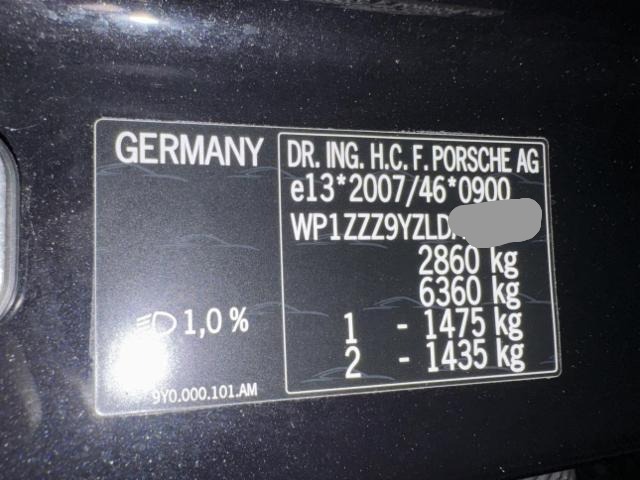 GERMANY
DR. ING. H.C. F. PORSCHE AG
e13*2007/46*0900
WP1ZZZ9YZLD
2860 kg
6360 kg
1 - 1475 kg
2 - 1435 kg
1,0 %
9Y0.000.101.AM